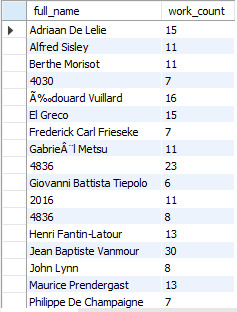 full_name work_count
Adriaan De Lelie 15
Alfred Sisley 11
Berthe Morisot 11
4030 7
Ã‰douard Vuillard 16
El Greco 15
Frederick Carl Frieseke 7
GabrieÂ¨l Metsu 11
4836 23
Giovanni Battista Tiepolo 6
2016 11
4836 8
Henri Fantin-Latour 13
Jean Baptiste Vanmour 30
John Lynn 8
Maurice Prendergast 13
Philippe De Champaigne 7